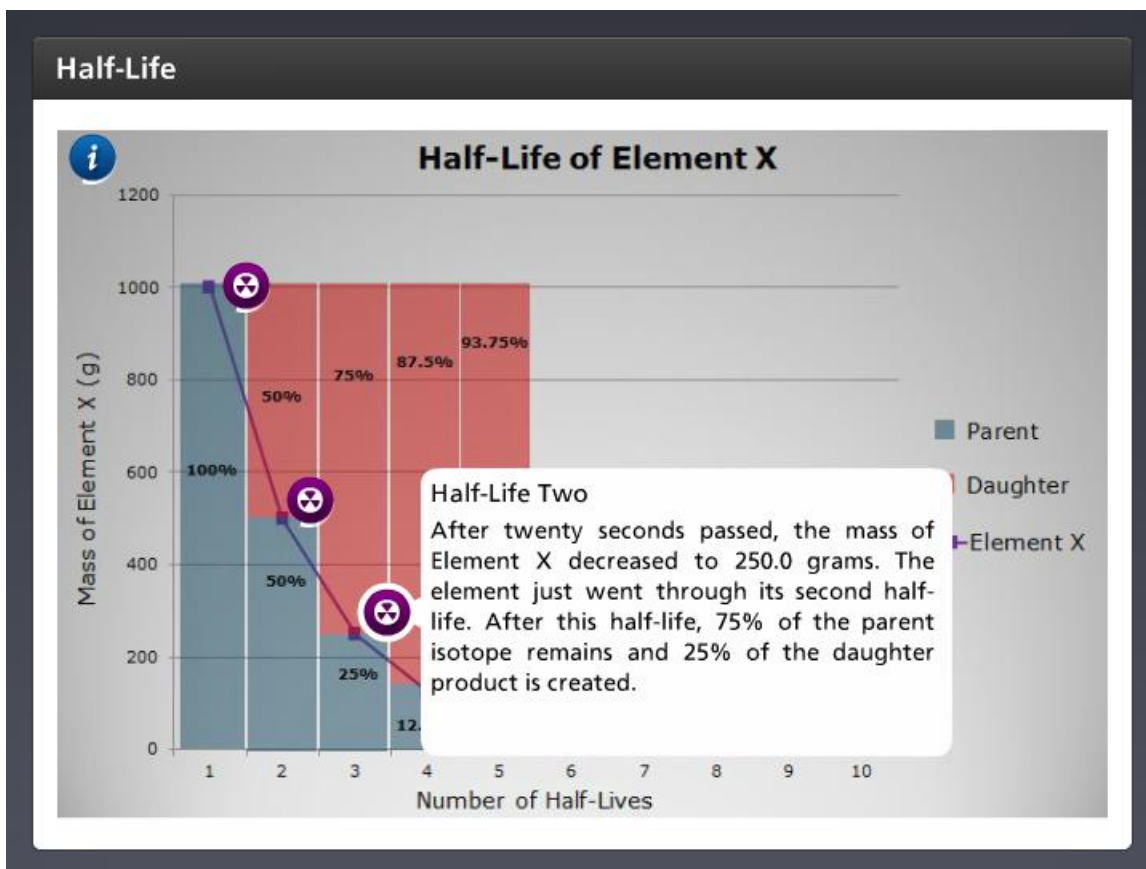 Half-Life
i
Half-Life of Element X
1200
1000
800
600
400
200
0
Mass of Element X (g)
100%
50%
50%
75%
25%
87.5%
12.
93.75%
Half-Life Two
After twenty seconds passed, the mass of
Element X decreased to 250.0 grams. The
element just went through its second half-
life. After this half-life, 75% of the parent
isotope remains and 25% of the daughter
product is created.
Parent
Daughter
Element X
1 2 3 4 5 6 7 8 9 10
Number of Half-Lives